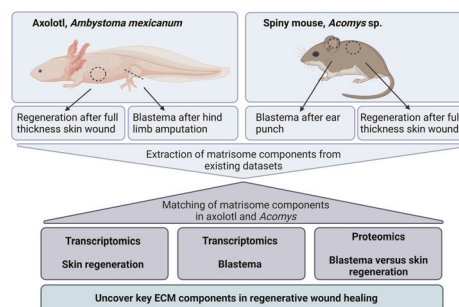 Axolotl, Ambystoma mexicanum
Spiny mouse, Acomys sp.
Regeneration after full
thickness skin wound
Blastema after hind
limb amputation
Blastema after ear
punch
Regeneration after full
thickness skin wound
Extraction of matrisome components from
existing datasets
Matching of matrisome components
in axolotl and Acomys
Transcriptomics
Skin regeneration
Transcriptomics
Blastema
Proteomics
Blastema versus skin
regeneration
Uncover key ECM components in regenerative wound healing